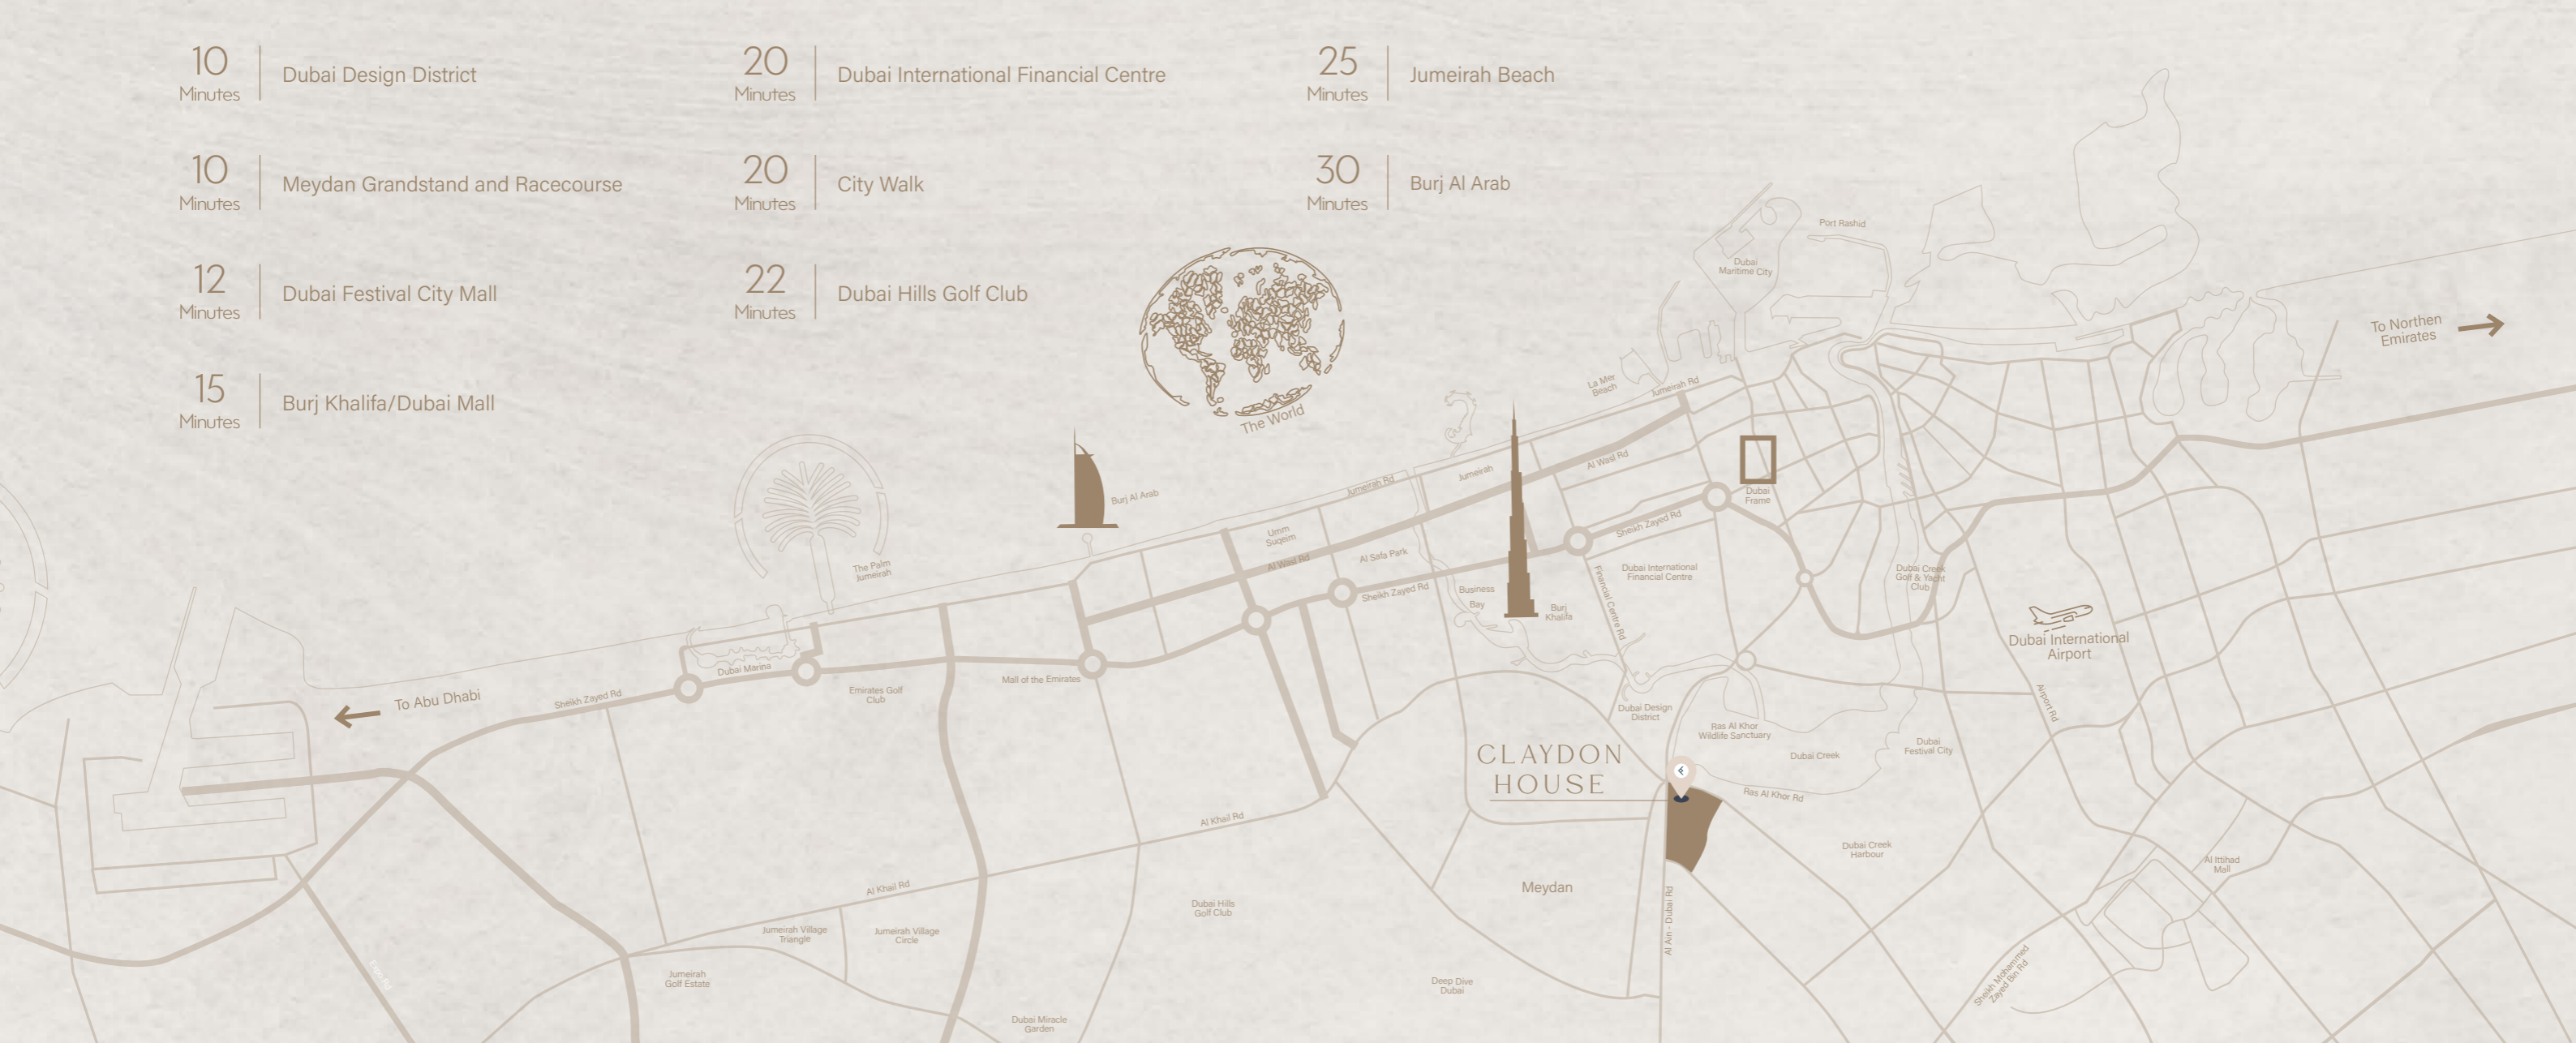 10
Minutes
Dubai Design District
10
Minutes
Meydan Grandstand and Racecourse
12
Minutes
Dubai Festival City Mall
15
Minutes
Burj Khalifa/Dubai Mall
20
Minutes
Dubai International Financial Centre
20
Minutes
City Walk
22
Minutes
Dubai Hills Golf Club
25
Minutes
Jumeirah Beach
30
Minutes
Burj Al Arab
The World
Port Rashid
Dubai
Maritime City
To Northen
Emirates
La Mer
Beach
Jumeirah Rd
Burj Al Arab
Jumeirah Rd
Jumeirah
Al Wasl Rd
Dubai
Frame
The Palm
Jumeirah
Umm
Suqeim
Al Wasl Rd
Al Safa Park
Sheikh Zayed Rd
Sheikh Zayed Rd
Business
Bay
Burj
Khalifa
Financial Centre Rd
Dubai International
Financial Centre
Dubai Creek
Golf & Yacht
Club
Dubai International
Airport
Airport Rd
To Abu Dhabi
Sheikh Zayed Rd
Dubai Marina
Emirates Golf
Club
Mall of the Emirates
Dubai Design
District
Ras Al Khor
Wildlife Sanctuary
Dubai Creek
Dubai
Festival City
CLAYDON
HOUSE
Ras Al Khor Rd
Al Khail Rd
Al Khail Rd
Dubai Creek
Harbour
Al Ittihad
Mall
Meydan
Al Ain - Dubai Rd
Dubai Hills
Golf Club
Jumeirah Village
Triangle
Jumeirah Village
Circle
Jumeirah
Golf Estate
Expo Rd
Deep Dive
Dubai
Sheikh Mohammed
Zayed Bin Rd
Dubai Miracle
Garden